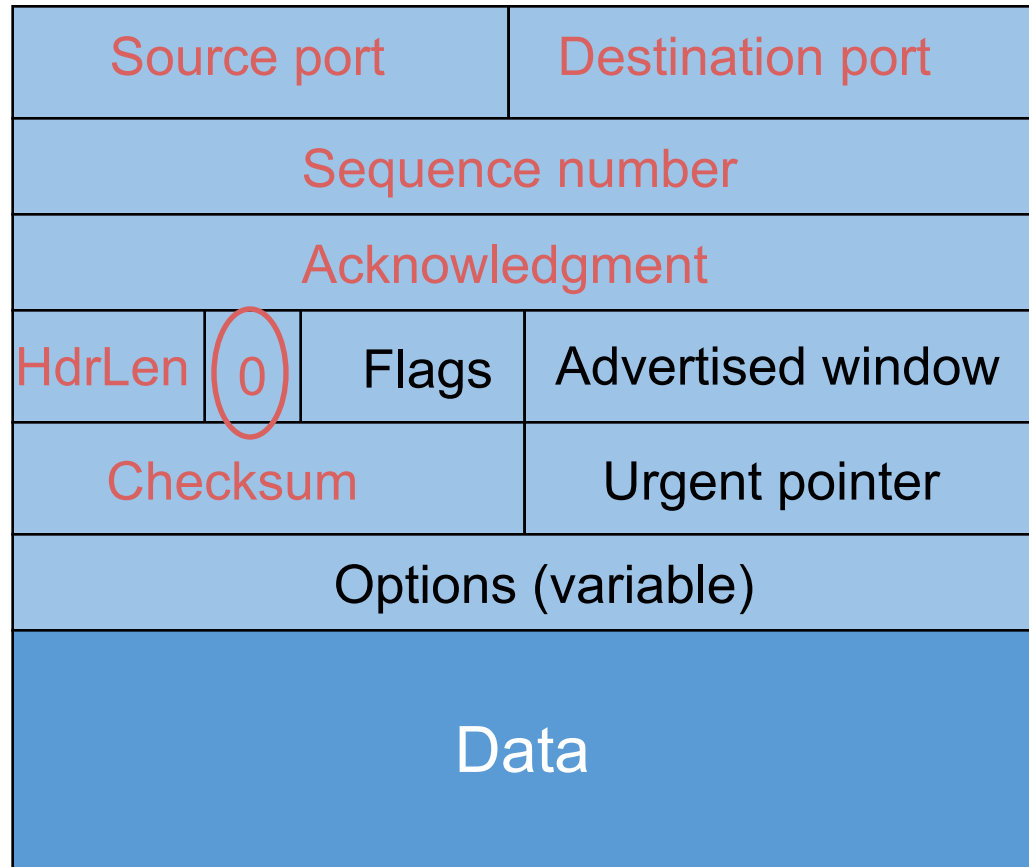 Source port Destination port
Sequence number
Acknowledgment
HdrLen 0 Flags Advertised window
Checksum Urgent pointer
Options (variable)
Data